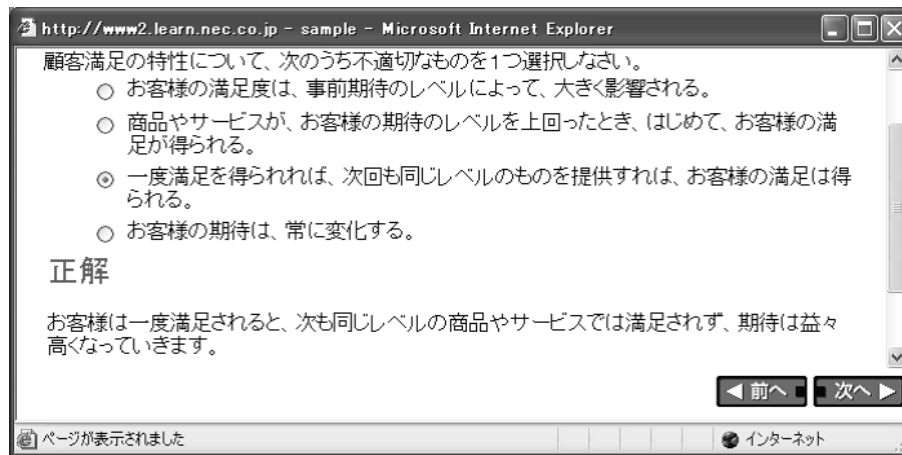 http://www2.learn.nec.co.jp - sample - Microsoft Internet Explorer
顧客満足の特性について、次のうち不適切なものを1つ選択しなさい。
お客様の満足度は、事前期待のレベルによって、大きく影響される。
商品やサービスが、お客様の期待のレベルを上回ったとき、はじめて、お客様の満
足が得られる。
一度満足を得られれば、次回も同じレベルのものを提供すれば、お客様の満足は得
られる。
お客様の期待は、常に変化する。
正解
お客様は一度満足されると、次も同じレベルの商品やサービスでは満足されず、期待は益々
高くなっていきます。
前へ 次へ
ページが表示されました インターネット